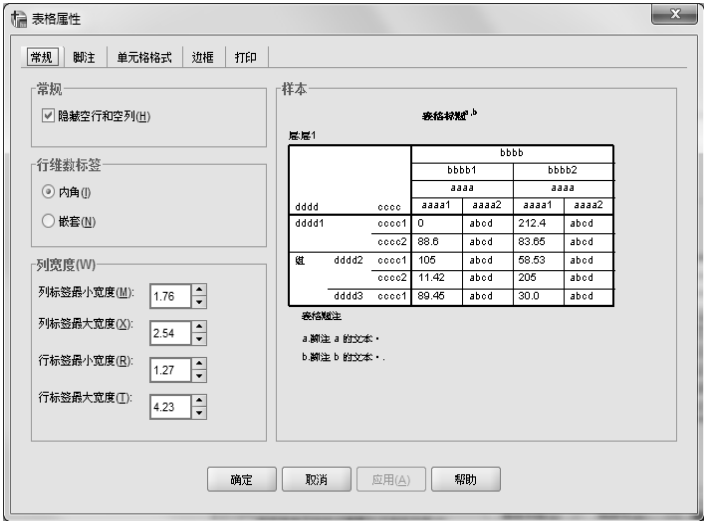 表格属性
常规 脚注 单元格格式 边框 打印
常规
隐藏空行和空列(H)
行维数标签
内角(I)
嵌套(N)
列宽度(W)
列标签最小宽度(M): 1.76
列标签最大宽度(X): 2.54
行标签最小宽度(R): 1.27
行标签最大宽度(T): 4.23
样本
表格标题a,b
层:层1
bbbb
bbbb1 bbbb2
aaaa aaaa
dddd cccc aaaa1 aaaa2 aaaa1 aaaa2
dddd1 cccc1 0 abcd 212.4 abcd
cccc2 88.6 abcd 83.65 abcd
组 dddd2 cccc1 105 abcd 58.53 abcd
cccc2 11.42 abcd 205 abcd
dddd3 cccc1 89.45 abcd 30.0 abcd
表格题注
a.脚注 a 的文本·
b.脚注 b 的文本·.
确定 取消 应用(A) 帮助